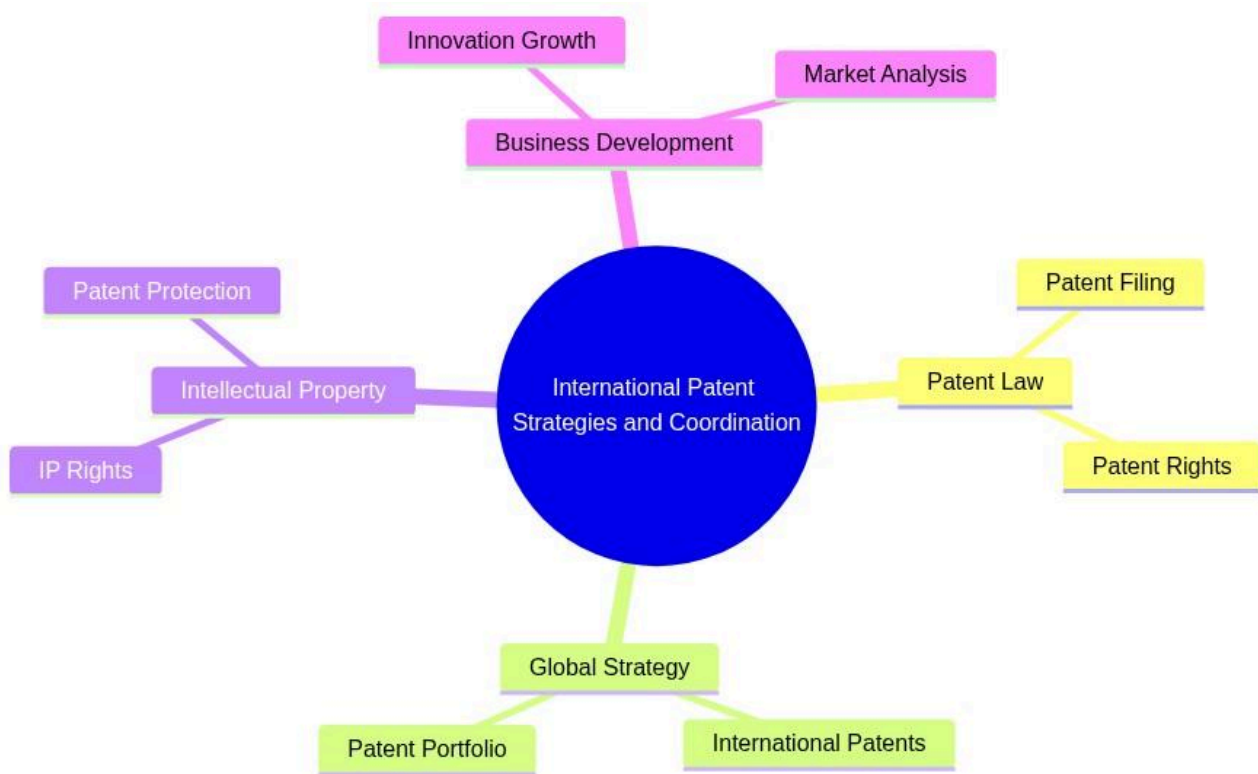 Innovation Growth
Market Analysis
Business Development
Patent Protection
Patent Filing
Intellectual Property
International Patent
Strategies and Coordination
Patent Law
IP Rights
Patent Rights
Global Strategy
Patent Portfolio
International Patents